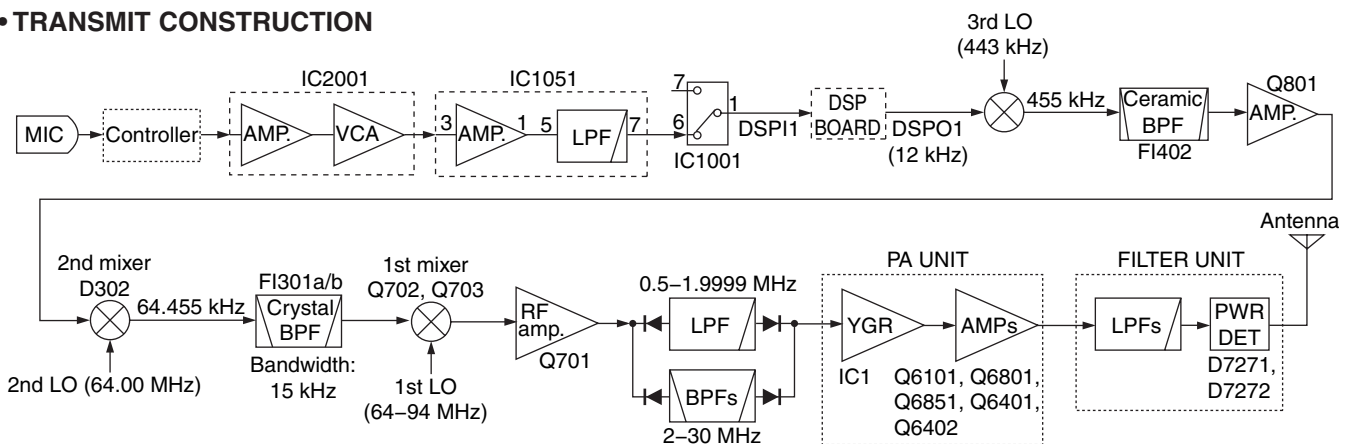 • TRANSMIT CONSTRUCTION
3rd LO
(443 kHz)
IC2001
IC1051
Q801
MIC
Controller
AMP.
VCA
3
AMP.
1
5
LPF
7
7
6
1
IC1001
DSPI1
DSP
BOARD
DSPO1
(12 kHz)
455 kHz
Ceramic
BPF
FI402
AMP.
Antenna
2nd mixer
D302
64.455 kHz
2nd LO (64.00 MHz)
FI301a/b
Crystal
BPF
Bandwidth:
15 kHz
1st mixer
Q702, Q703
1st LO
(64–94 MHz)
RF
amp.
Q701
0.5–1.9999 MHz
LPF
BPFs
2–30 MHz
PA UNIT
YGR
IC1
AMPs
Q6101, Q6801,
Q6851, Q6401,
Q6402
FILTER UNIT
LPFs
PWR
DET
D7271,
D7272